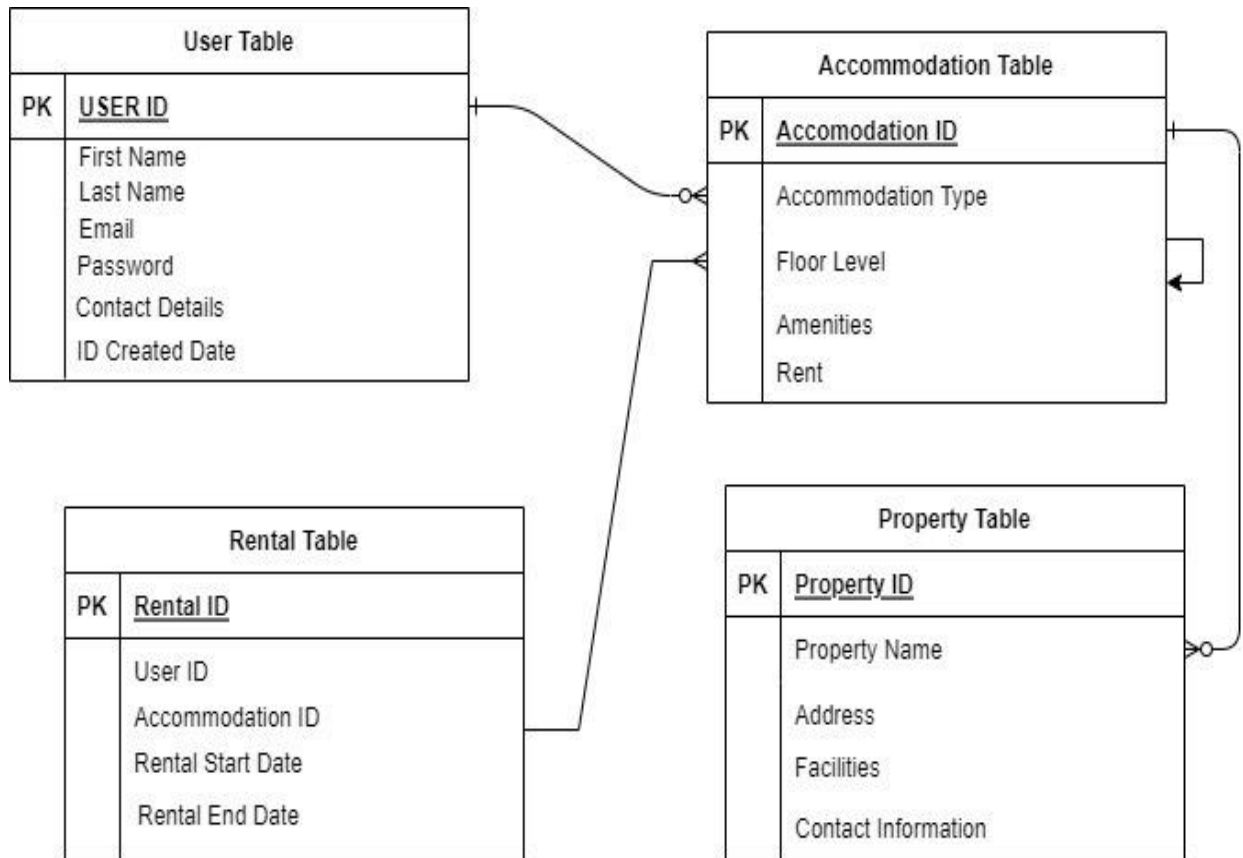 User Table
PK USER ID
First Name
Last Name
Email
Password
Contact Details
ID Created Date
Accommodation Table
PK Accomodation ID
Accommodation Type
Floor Level
Amenities
Rent
Rental Table
PK Rental ID
User ID
Accommodation ID
Rental Start Date
Rental End Date
Property Table
PK Property ID
Property Name
Address
Facilities
Contact Information